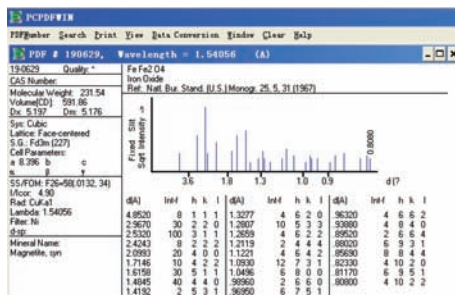 PCPDFWIN
PDFNumber Search Print View Data Conversion Window Clear Help
PDF # 190629, Wavelength = 1.54056 (A)
19-0629 Quality: *
CAS Number:
Molecular Weight: 231.54
Volume[CD]: 591.86
Dx: 5.197 Dm: 5.176
Sys: Cubic
Lattice: Face-centered
S.G.: Fd3m (227)
Cell Parameters:
a 8.396 b c
SS/FOM: F26=58(.0132, 34)
I/Icor: 4.90
Rad: CuKa1
Lambda: 1.54056
Filter: Ni
d-sp:
Mineral Name:
Magnetite, syn
Fe Fe2 O4
Iron Oxide
Ref: Natl. Bur. Stand. (U.S.) Monogr. 25, 5, 31 (1967)
Fixed Slit
Sqrt Intensity ->
0.8080
3.6 1.8 1.3 1.0 0.9 d (?
d(A) Int-f h k l d(A) Int-f h k l d(A) Int-f h k l
4.8520 8 1 1 1 1.3277 4 6 2 0 .96320 4 6 6 2
2.9670 30 2 2 0 1.2807 10 5 3 3 .93880 4 8 4 0
2.5320 100 3 1 1 1.2659 4 6 2 2 .89520 2 6 6 4
2.4243 8 2 2 2 1.2119 2 4 4 4 .88020 6 9 3 1
2.0993 20 4 0 0 1.1221 4 6 4 2 .85690 8 8 4 4
1.7146 10 4 2 2 1.0930 12 7 3 1 .82330 4 10 2 0
1.6158 30 5 1 1 1.0496 6 8 0 0 .81170 6 9 5 1
1.4845 40 4 4 0 .98960 2 6 6 0 .80800 4 10 2 2
1.4192 2 5 3 1 .96950 6 7 5 1